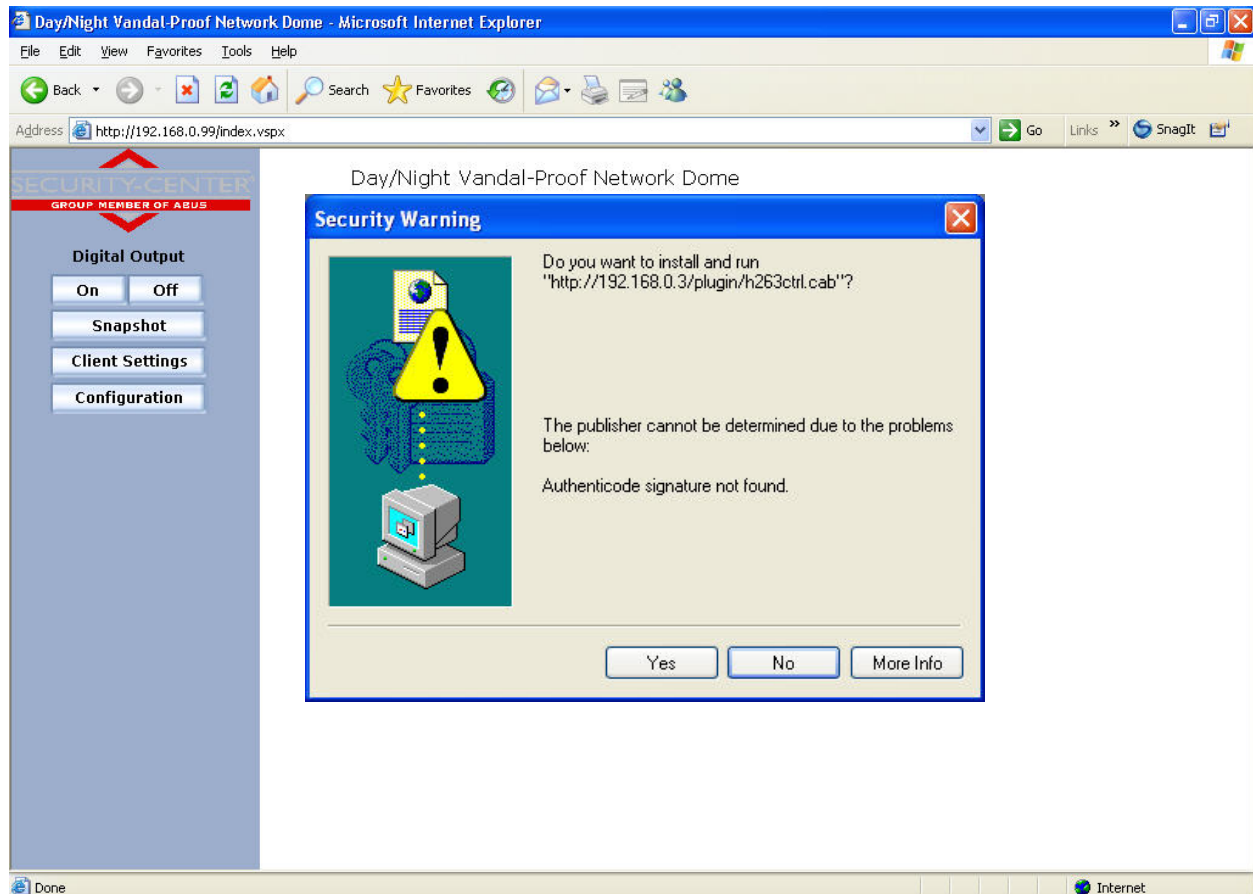 Day/Night Vandal-Proof Network Dome - Microsoft Internet Explorer
File Edit View Favorites Tools Help
Back Search Favorites
Address http://192.168.0.99/index.vspx Go Links » SnagIt
SECURITY-CENTER®
GROUP MEMBER OF ABUS
Digital Output
On Off
Snapshot
Client Settings
Configuration
Day/Night Vandal-Proof Network Dome
Security Warning
Do you want to install and run
"http://192.168.0.3/plugin/h263ctrl.cab"?
The publisher cannot be determined due to the problems
below:
Authenticode signature not found.
Yes No More Info
Done Internet